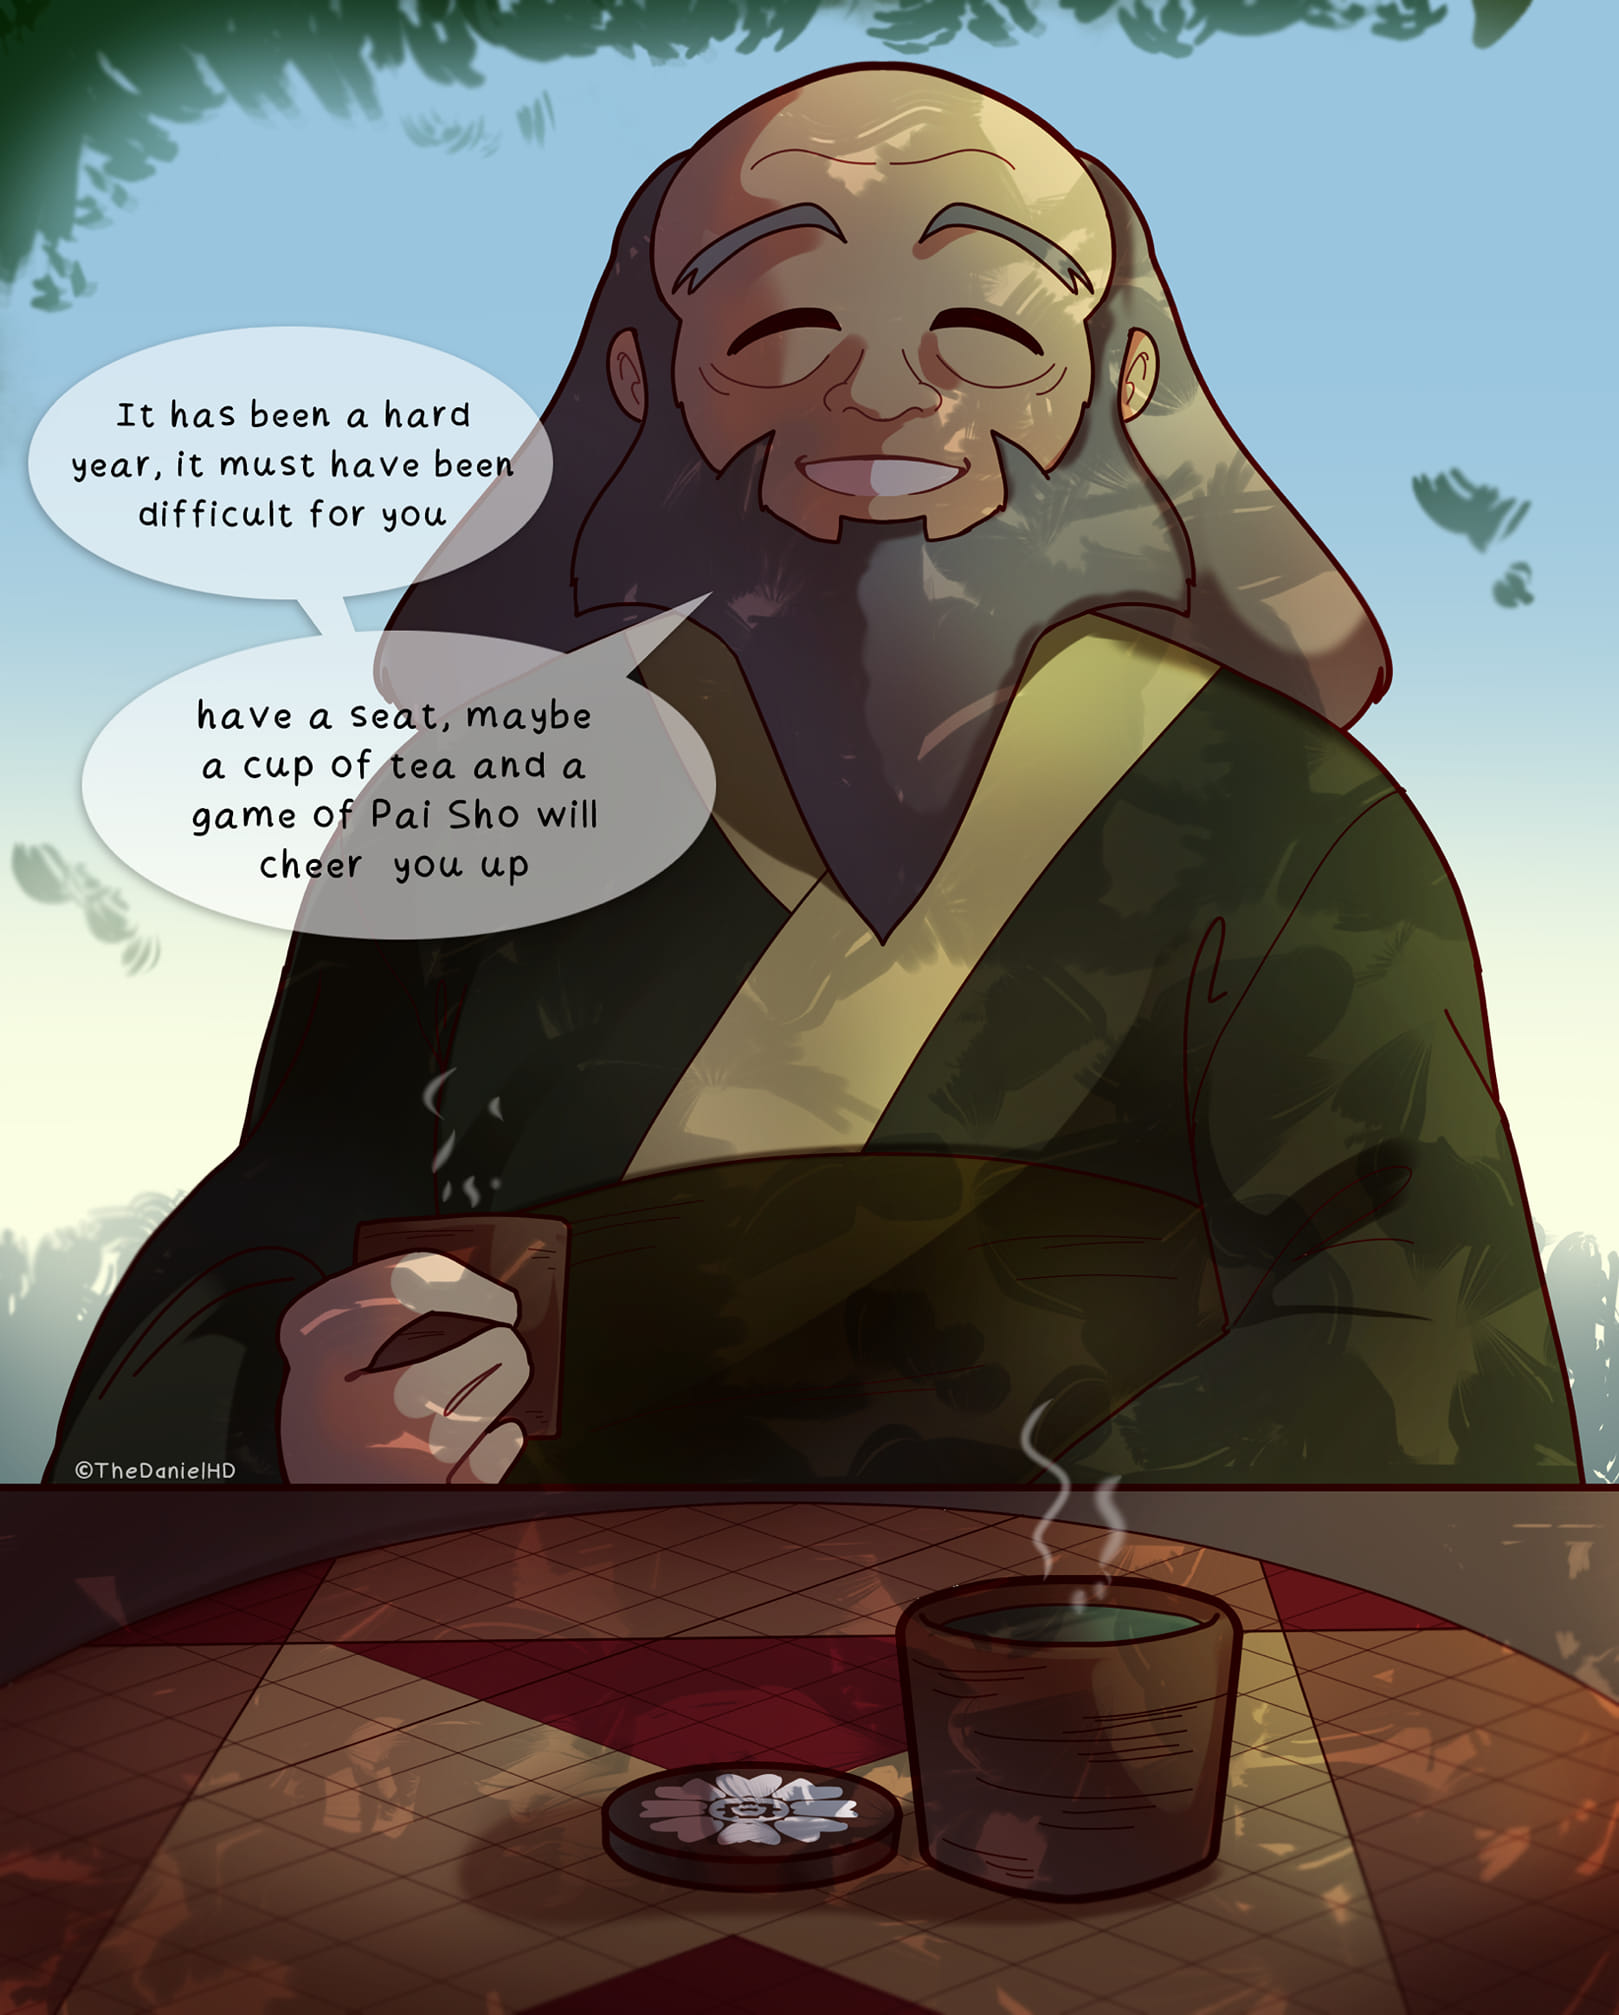 It has been a hard
year, it must have been
difficult for you
have a seat, maybe
a cup of tea and a
game of Pai Sho will
cheer you up
©TheDanielHD